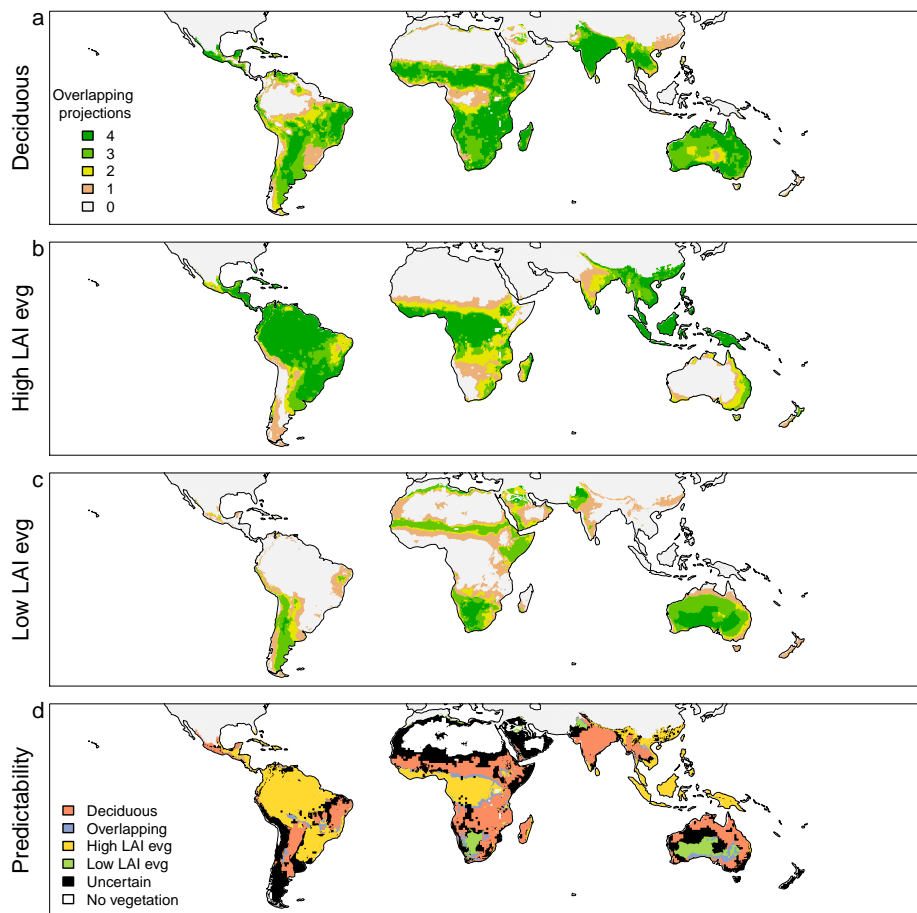 a
Deciduous
Overlapping
projections
4
3
2
1
0
b
High LAI evg
c
Low LAI evg
d
Predictability
Deciduous
Overlapping
High LAI evg
Low LAI evg
Uncertain
No vegetation